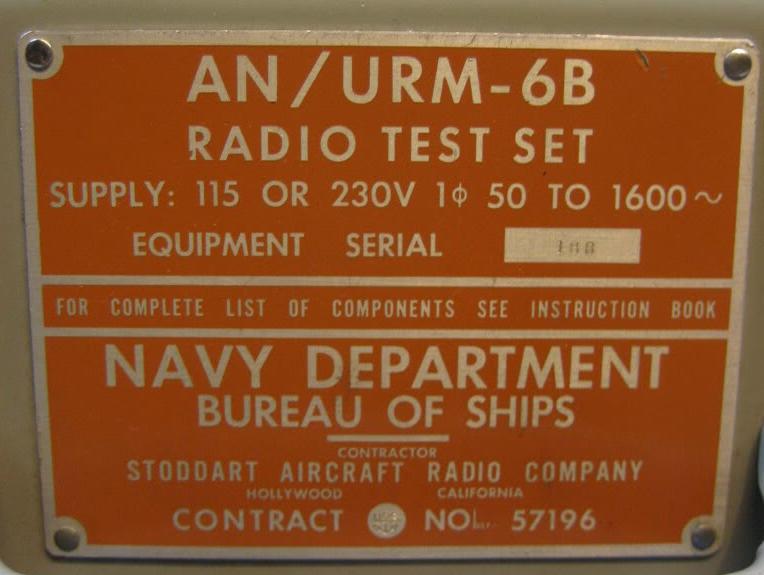 AN/URM-6B
RADIO TEST SET
SUPPLY: 115 OR 230V 1ϕ 50 TO 1600~
EQUIPMENT SERIAL
FOR COMPLETE LIST OF COMPONENTS SEE INSTRUCTION BOOK
NAVY DEPARTMENT
BUREAU OF SHIPS
CONTRACTOR
STODDART AIRCRAFT RADIO COMPANY
HOLLYWOOD CALIFORNIA
CONTRACT 57196